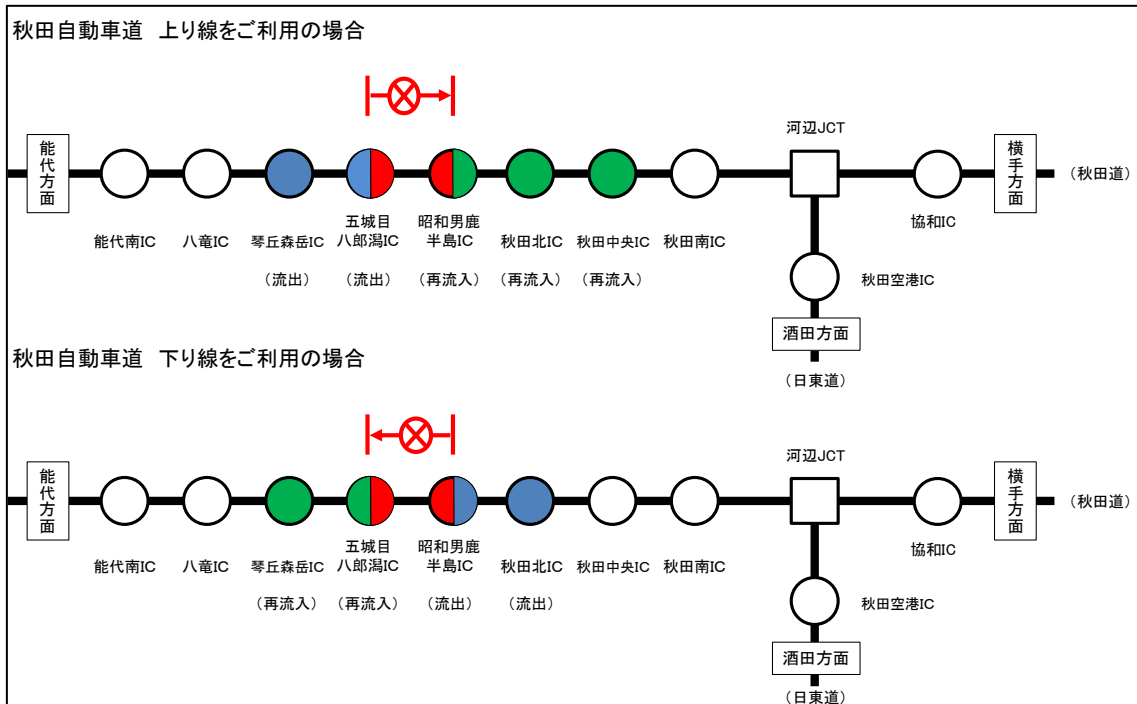 秋田自動車道 上り線をご利用の場合
河辺JCT
能代方面
横手方面
(秋田道)
能代南IC
八竜IC
琴丘森岳IC
五城目
八郎潟IC
昭和男鹿
半島IC
秋田北IC
秋田中央IC
秋田南IC
協和IC
(流出)
(流出)
(再流入)
(再流入)
(再流入)
秋田空港IC
酒田方面
(日東道)
秋田自動車道 下り線をご利用の場合
河辺JCT
能代方面
横手方面
(秋田道)
能代南IC
八竜IC
琴丘森岳IC
五城目
八郎潟IC
昭和男鹿
半島IC
秋田北IC
秋田中央IC
秋田南IC
協和IC
(再流入)
(再流入)
(流出)
(流出)
秋田空港IC
酒田方面
(日東道)